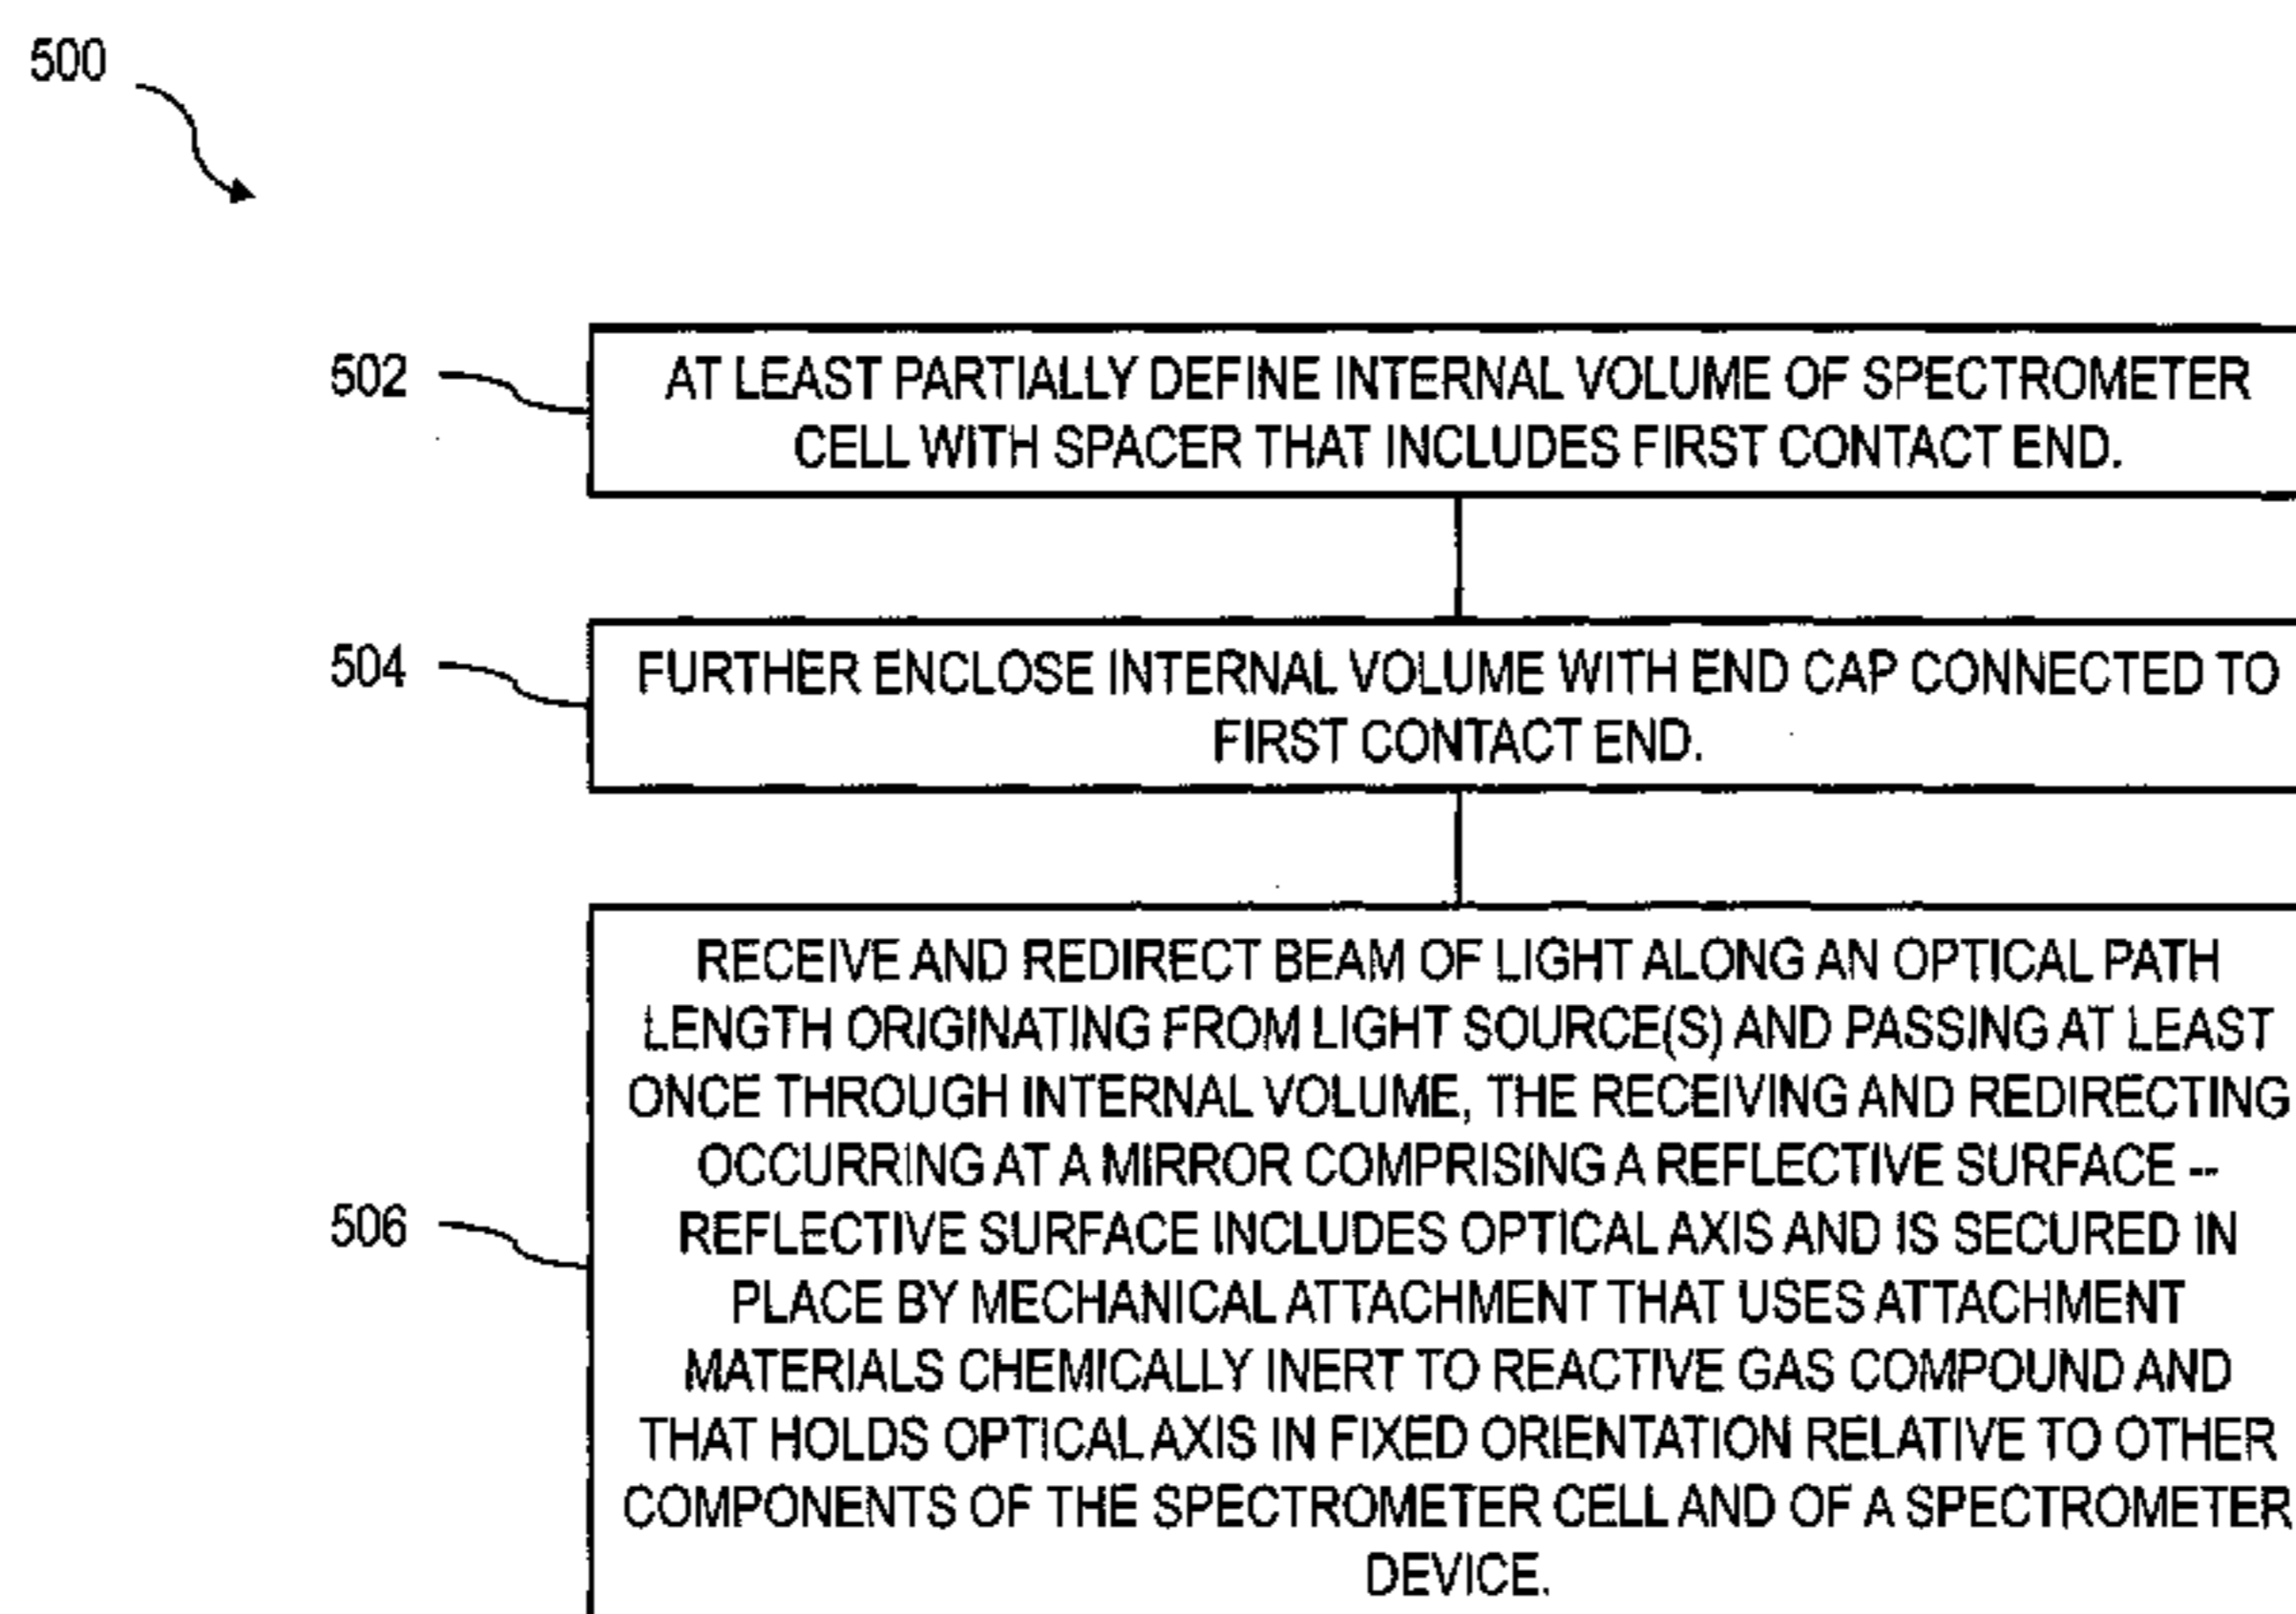 500
502
AT LEAST PARTIALLY DEFINE INTERNAL VOLUME OF SPECTROMETER
CELL WITH SPACER THAT INCLUDES FIRST CONTACT END.
504
FURTHER ENCLOSE INTERNAL VOLUME WITH END CAP CONNECTED TO
FIRST CONTACT END.
506
RECEIVE AND REDIRECT BEAM OF LIGHT ALONG AN OPTICAL PATH
LENGTH ORIGINATING FROM LIGHT SOURCE(S) AND PASSING AT LEAST
ONCE THROUGH INTERNAL VOLUME, THE RECEIVING AND REDIRECTING
OCCURRING AT A MIRROR COMPRISING A REFLECTIVE SURFACE --
REFLECTIVE SURFACE INCLUDES OPTICAL AXIS AND IS SECURED IN
PLACE BY MECHANICAL ATTACHMENT THAT USES ATTACHMENT
MATERIALS CHEMICALLY INERT TO REACTIVE GAS COMPOUND AND
THAT HOLDS OPTICAL AXIS IN FIXED ORIENTATION RELATIVE TO OTHER
COMPONENTS OF THE SPECTROMETER CELL AND OF A SPECTROMETER
DEVICE.